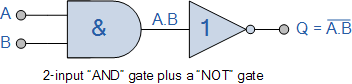 A
B
&
A.B
1
Q = A̅.̅B̅
2-input “AND” gate plus a “NOT” gate